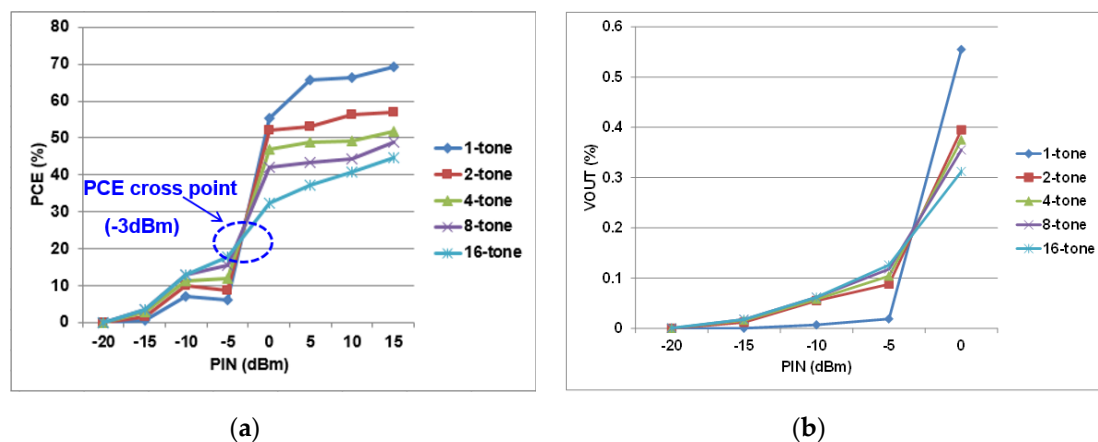 80
70
60
50
40
30
20
10
0
PCE (%)
PCE cross point
(-3dBm)
-20 -15 -10 -5 0 5 10 15
PIN (dBm)
1-tone
2-tone
4-tone
8-tone
16-tone
(a)
0.6
0.5
0.4
0.3
0.2
0.1
0
VOUT (%)
-20 -15 -10 -5 0
PIN (dBm)
1-tone
2-tone
4-tone
8-tone
16-tone
(b)